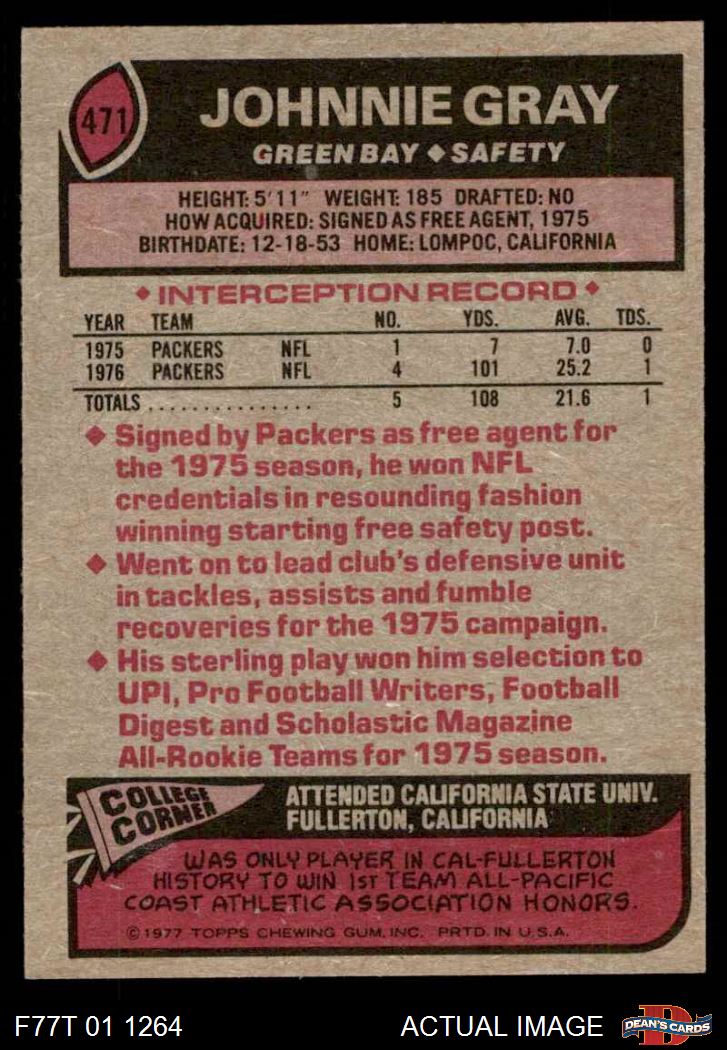 471
JOHNNIE GRAY
GREEN BAY ◆ SAFETY
HEIGHT: 5'11" WEIGHT: 185 DRAFTED: NO
HOW ACQUIRED: SIGNED AS FREE AGENT, 1975
BIRTHDATE: 12-18-53 HOME: LOMPOC, CALIFORNIA
◆ INTERCEPTION RECORD ◆
YEAR TEAM NO. YDS. AVG. TDS.
1975 PACKERS NFL 1 7 7.0 0
1976 PACKERS NFL 4 101 25.2 1
TOTALS ................ 5 108 21.6 1
◆ Signed by Packers as free agent for
the 1975 season, he won NFL
credentials in resounding fashion
winning starting free safety post.
◆ Went on to lead club's defensive unit
in tackles, assists and fumble
recoveries for the 1975 campaign.
◆ His sterling play won him selection to
UPI, Pro Football Writers, Football
Digest and Scholastic Magazine
All-Rookie Teams for 1975 season.
COLLEGE
CORNER
ATTENDED CALIFORNIA STATE UNIV.
FULLERTON, CALIFORNIA
WAS ONLY PLAYER IN CAL-FULLERTON
HISTORY TO WIN 1ST TEAM ALL-PACIFIC
COAST ATHLETIC ASSOCIATION HONORS.
©1977 TOPPS CHEWING GUM, INC. PRTD. IN U.S.A.
F77T 01 1264
ACTUAL IMAGE
D
DEAN'S CARDS